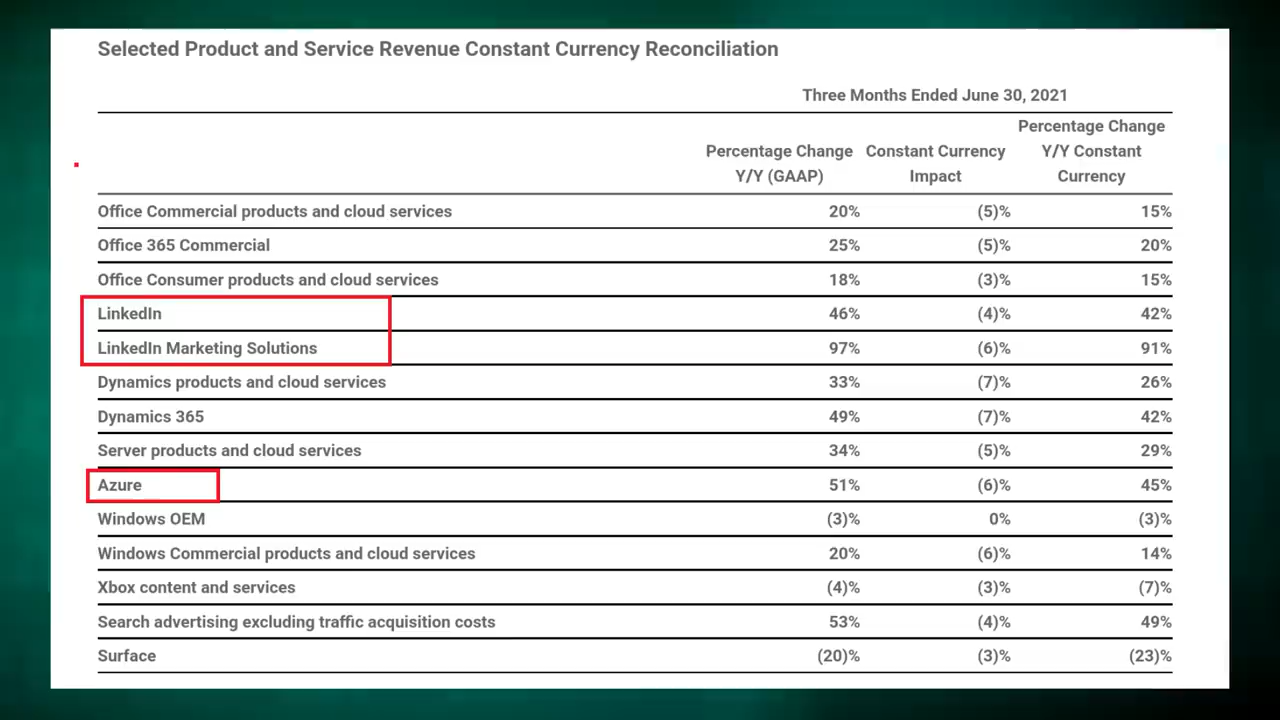 Selected Product and Service Revenue Constant Currency Reconciliation
Three Months Ended June 30, 2021
Percentage Change Y/Y (GAAP) Constant Currency Impact Percentage Change Y/Y Constant Currency
Office Commercial products and cloud services 20% (5)% 15%
Office 365 Commercial 25% (5)% 20%
Office Consumer products and cloud services 18% (3)% 15%
LinkedIn 46% (4)% 42%
LinkedIn Marketing Solutions 97% (6)% 91%
Dynamics products and cloud services 33% (7)% 26%
Dynamics 365 49% (7)% 42%
Server products and cloud services 34% (5)% 29%
Azure 51% (6)% 45%
Windows OEM (3)% 0% (3)%
Windows Commercial products and cloud services 20% (6)% 14%
Xbox content and services (4)% (3)% (7)%
Search advertising excluding traffic acquisition costs 53% (4)% 49%
Surface (20)% (3)% (23)%